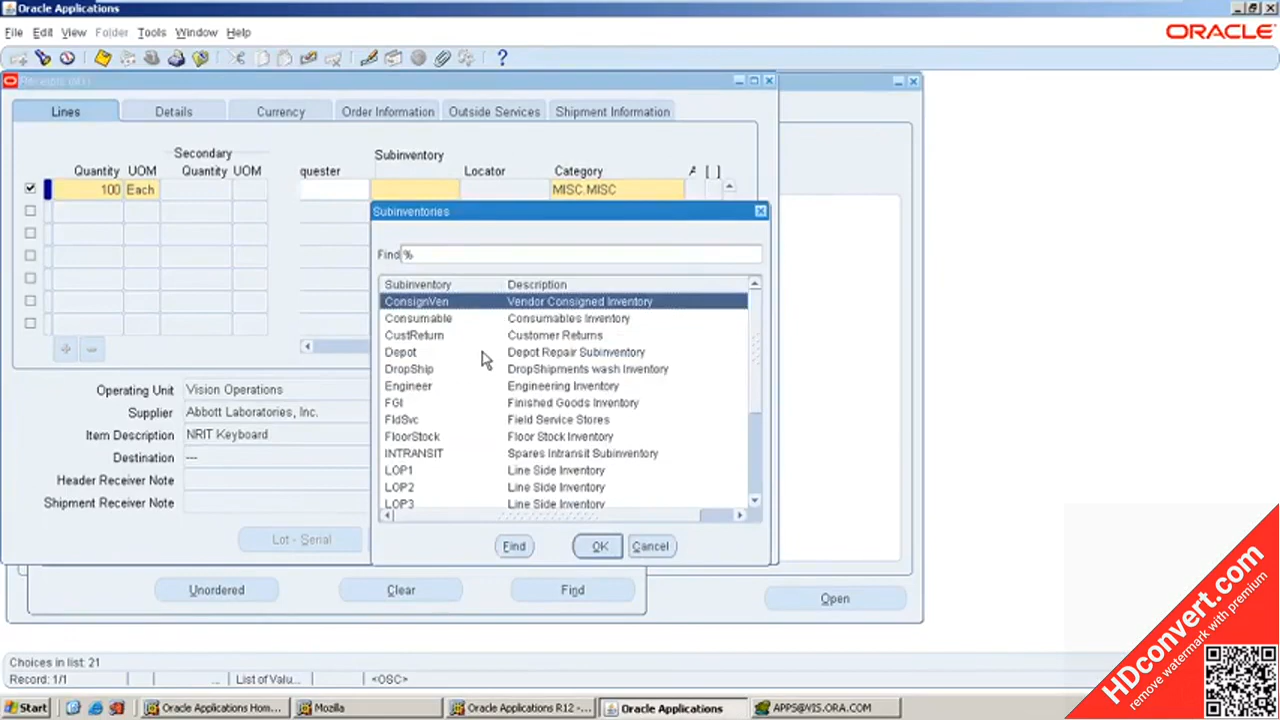 Oracle Applications
File Edit View Folder Tools Window Help
ORACLE
Lines Details Currency Order Information Outside Services Shipment Information
Secondary
Subinventory
Quantity UOM Quantity UOM quester Locator Category [ ]
100 Each MISC.MISC
Subinventories
Find %
Subinventory Description
ConsignVen Vendor Consigned Inventory
Consumable Consumables Inventory
CustReturn Customer Returns
Depot Depot Repair Subinventory
DropShip DropShipments wash Inventory
Engineer Engineering Inventory
FGI Finished Goods Inventory
FldSvc Field Service Stores
FloorStock Floor Stock Inventory
INTRANSIT Spares Intransit Subinventory
LOP1 Line Side Inventory
LOP2 Line Side Inventory
LOP3 Line Side Inventory
Find OK Cancel
Operating Unit Vision Operations
Supplier Abbott Laboratories, Inc.
Item Description NRIT Keyboard
Destination ---
Header Receiver Note
Shipment Receiver Note
Lot - Serial
Unordered Clear Find Open
Choices in list: 21
Record: 1/1 ... List of Valu... <OSC>
Start Oracle Applications Hom... Mozilla Oracle Applications R12 -... Oracle Applications APPS@VIS.ORA.COM
HDconvert.com
remove watermark with premium